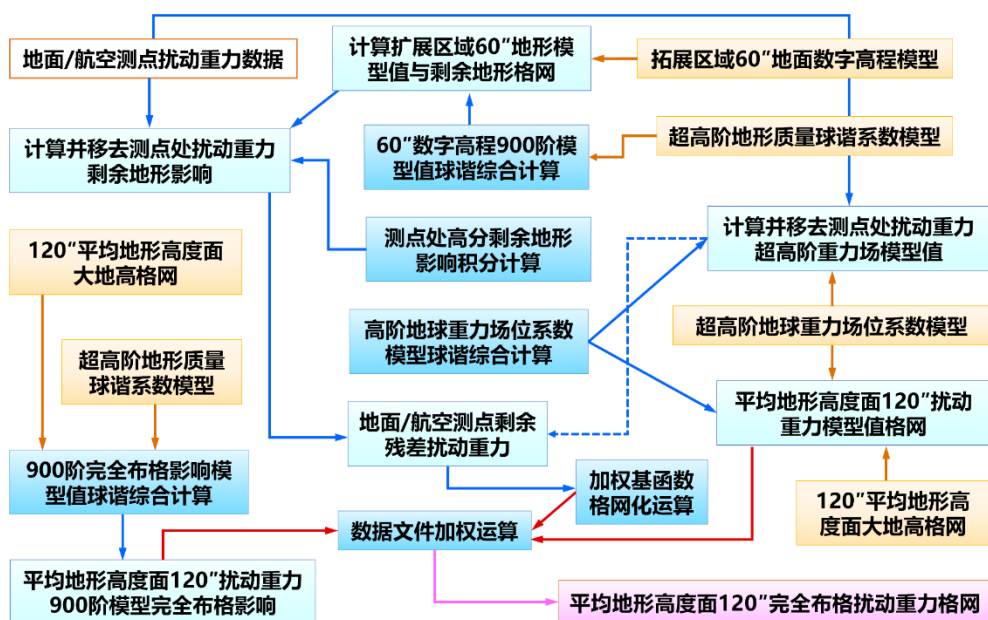 地面/航空测点扰动重力数据
计算扩展区域60″地形模
型值与剩余地形格网
拓展区域60″地面数字高程模型
计算并移去测点处扰动重力
剩余地形影响
60″数字高程900阶模
型值球谐综合计算
超高阶地形质量球谐系数模型
120″平均地形高度面
大地高格网
测点处高分剩余地形
影响积分计算
计算并移去测点处扰动重力
超高阶重力场模型值
高阶地球重力场位系数
模型球谐综合计算
超高阶地球重力场位系数模型
超高阶地形质量
球谐系数模型
地面/航空测点剩余
残差扰动重力
平均地形高度面120″扰动
重力模型值格网
900阶完全布格影响模
型值球谐综合计算
加权基函数
格网化运算
120″平均地形高
度面大地高格网
数据文件加权运算
平均地形高度面120″扰动重力
900阶模型完全布格影响
平均地形高度面120″完全布格扰动重力格网